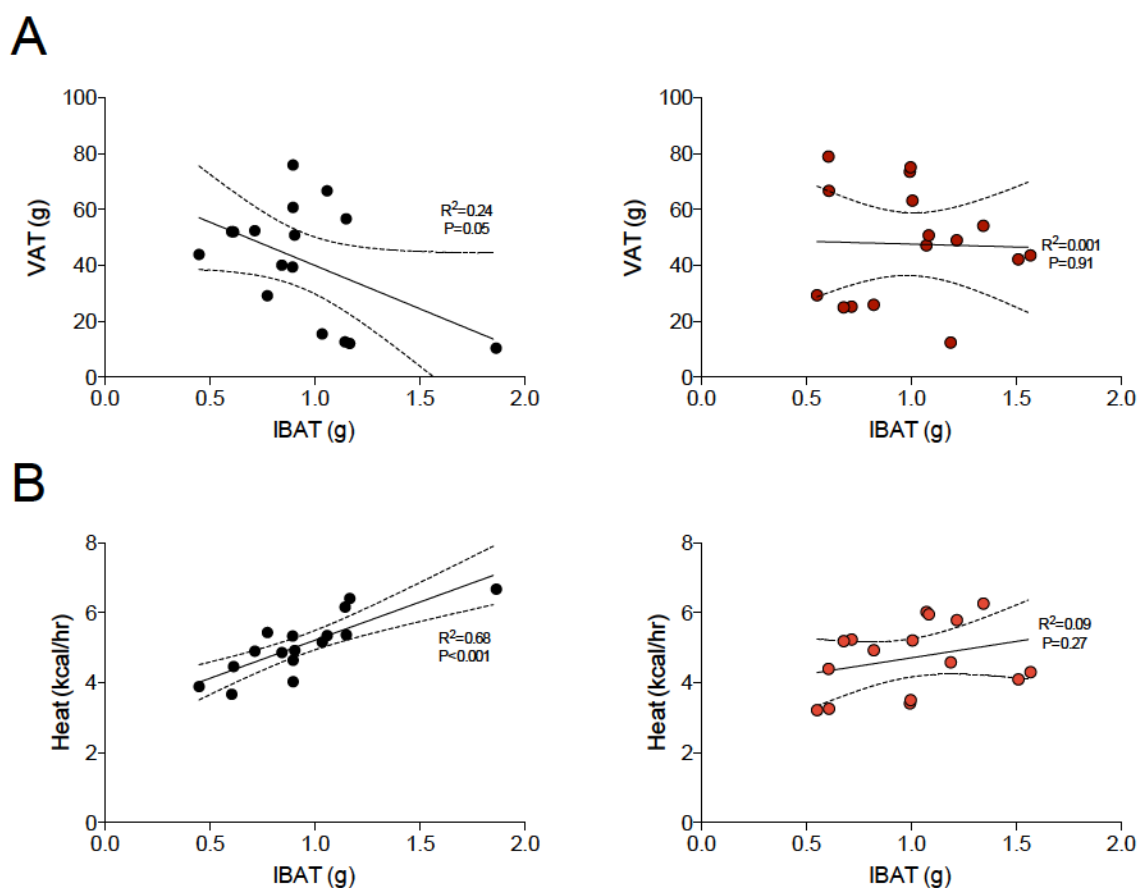 A
100
80
60
40
20
0
VAT (g)
R²=0.24
P=0.05
0.0 0.5 1.0 1.5 2.0
IBAT (g)
100
80
60
40
20
0
VAT (g)
R²=0.001
P=0.91
0.0 0.5 1.0 1.5 2.0
IBAT (g)
B
8
6
4
2
0
Heat (kcal/hr)
R²=0.68
P<0.001
0.0 0.5 1.0 1.5 2.0
IBAT (g)
8
6
4
2
0
Heat (kcal/hr)
R²=0.09
P=0.27
0.0 0.5 1.0 1.5 2.0
IBAT (g)